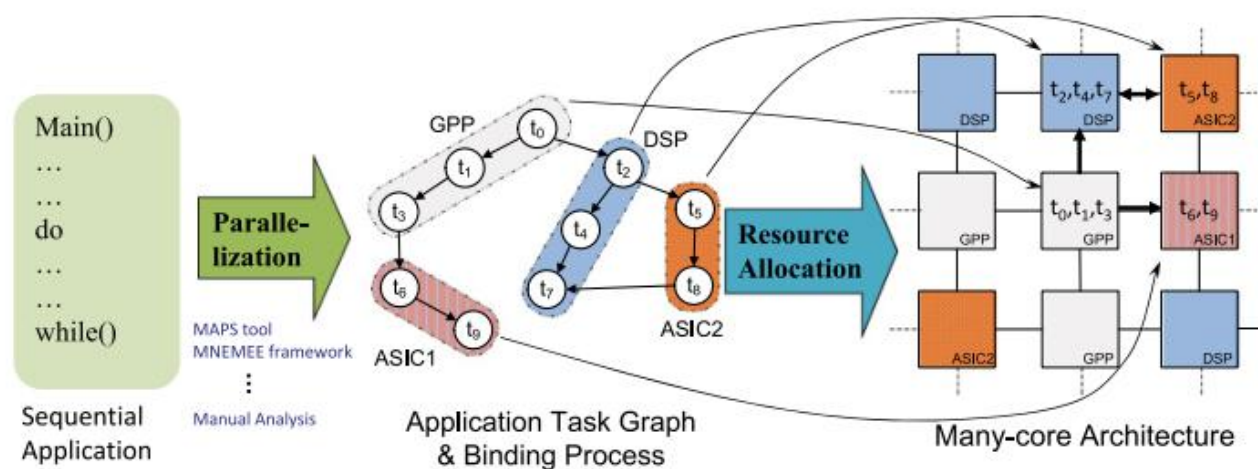 Main()
…
…
do
…
…
while()
Sequential
Application
Paralle-
lization
MAPS tool
MNEMEE framework
⋮
Manual Analysis
GPP
t0
t1
t3
DSP
t2
t4
t7
t5
t8
ASIC2
t6
t9
ASIC1
Application Task Graph
& Binding Process
Resource
Allocation
DSP
t2,t4,t7
DSP
t5,t8
ASIC2
GPP
t0,t1,t3
GPP
t6,t9
ASIC1
ASIC2
GPP
DSP
Many-core Architecture